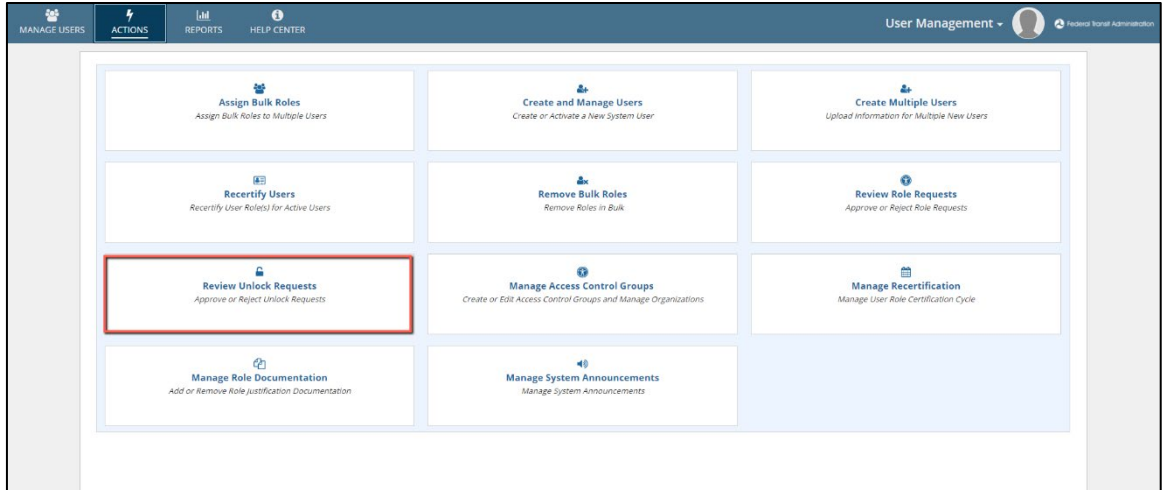 MANAGE USERS
ACTIONS
REPORTS
HELP CENTER
User Management
Federal Transit Administration
Assign Bulk Roles
Assign Bulk Roles to Multiple Users
Create and Manage Users
Create or Activate a New System User
Create Multiple Users
Upload Information for Multiple New Users
Recertify Users
Recertify User Role(s) for Active Users
Remove Bulk Roles
Remove Roles in Bulk
Review Role Requests
Approve or Reject Role Requests
Review Unlock Requests
Approve or Reject Unlock Requests
Manage Access Control Groups
Create or Edit Access Control Groups and Manage Organizations
Manage Recertification
Manage User Role Certification Cycle
Manage Role Documentation
Add or Remove Role Justification Documentation
Manage System Announcements
Manage System Announcements